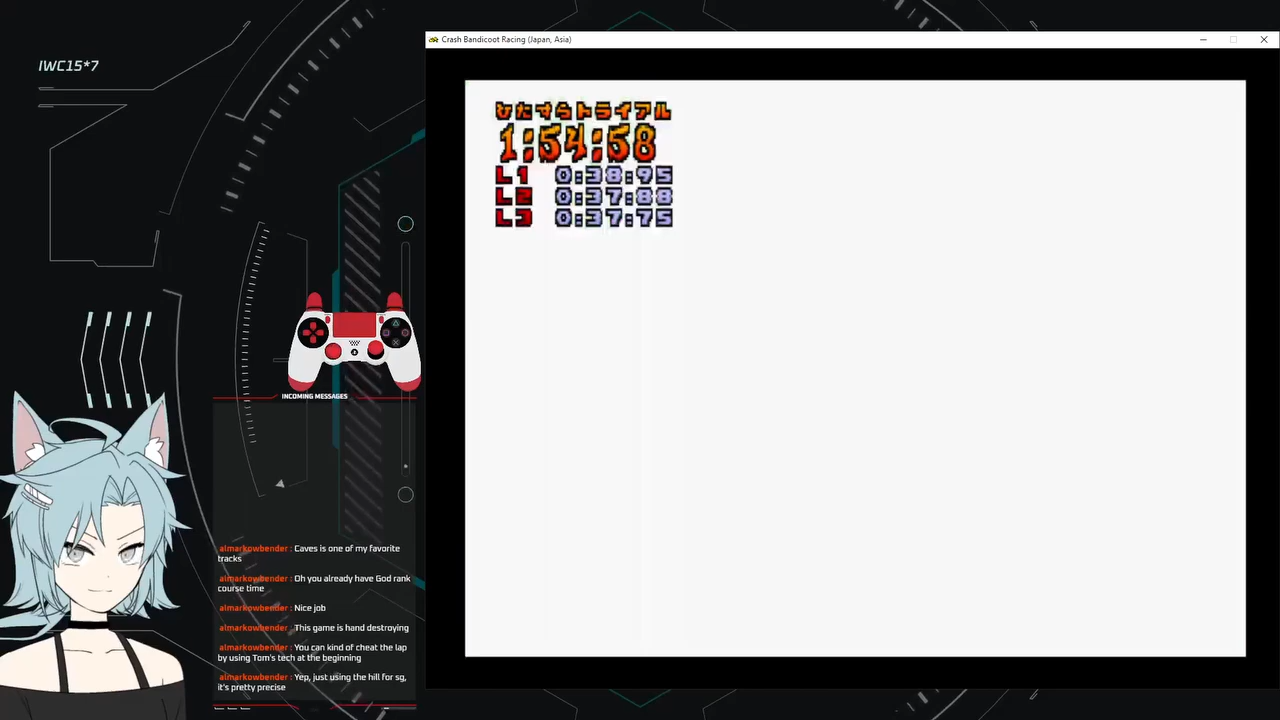 IWC15*7
Crash Bandicoot Racing (Japan, Asia)
ひたすらトライアル
1:54:58
L1 0:38:95
L2 0:37:88
L3 0:37:75
INCOMING MESSAGES
almarkowbender : Caves is one of my favorite
tracks
almarkowbender : Oh you already have God rank
course time
almarkowbender : Nice job
almarkowbender : This game is hand destroying
almarkowbender : You can kind of cheat the lap
by using Tom's tech at the beginning
almarkowbender : Yep, just using the hill for sg,
it's pretty precise